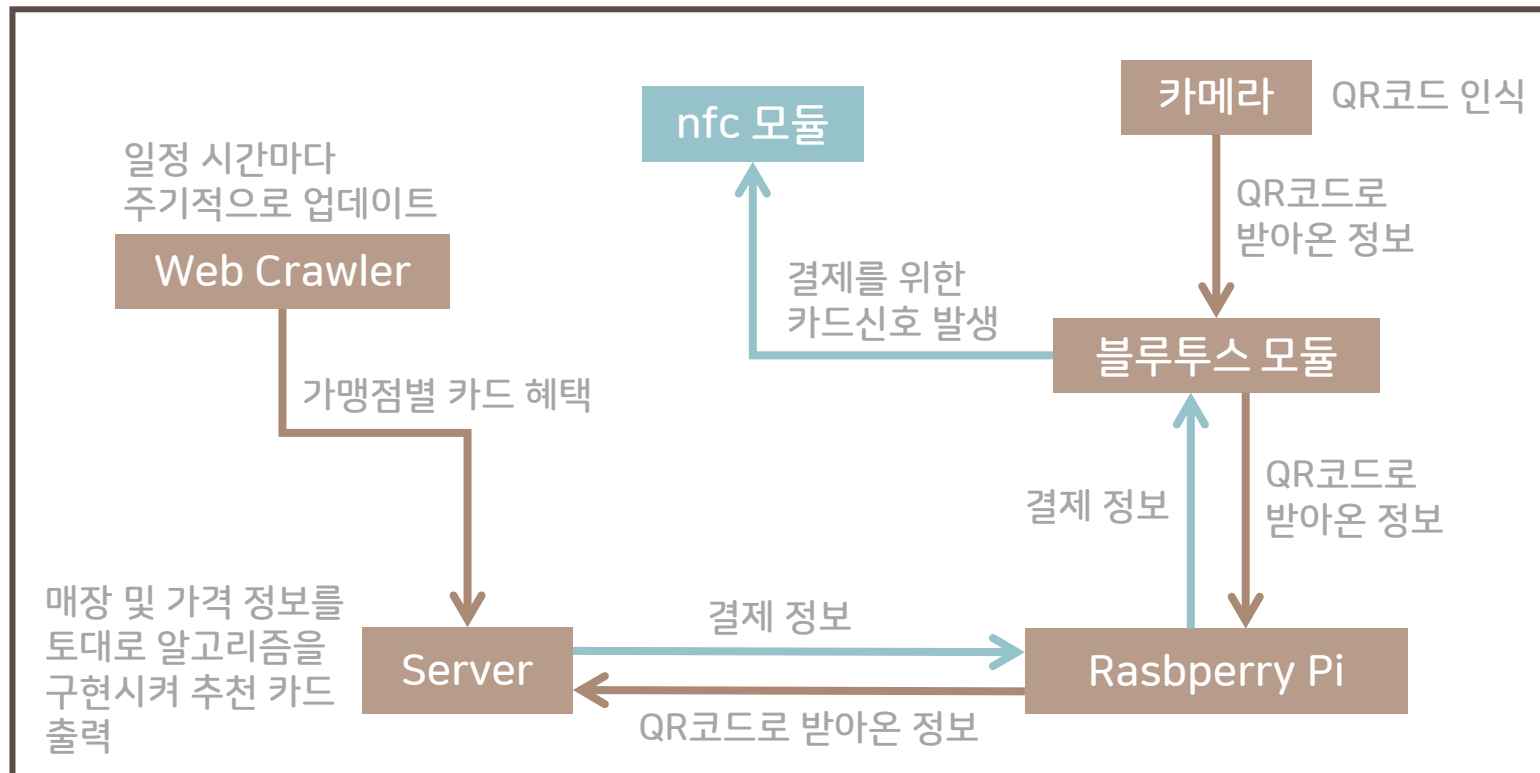 카메라
QR코드 인식
nfc 모듈
일정 시간마다
주기적으로 업데이트
QR코드로
받아온 정보
Web Crawler
결제를 위한
카드신호 발생
블루투스 모듈
가맹점별 카드 혜택
결제 정보
QR코드로
받아온 정보
매장 및 가격 정보를
토대로 알고리즘을
구현시켜 추천 카드
출력
Server
결제 정보
Rasbperry Pi
QR코드로 받아온 정보